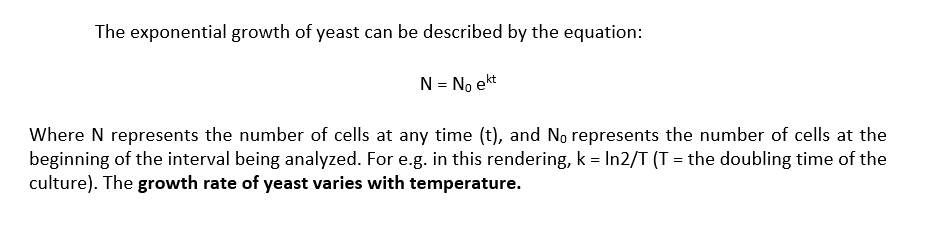 The exponential growth of yeast can be described by the equation:
N = N₀ eᵏᵗ
Where N represents the number of cells at any time (t), and N₀ represents the number of cells at the
beginning of the interval being analyzed. For e.g. in this rendering, k = ln2/T (T = the doubling time of the
culture). The growth rate of yeast varies with temperature.